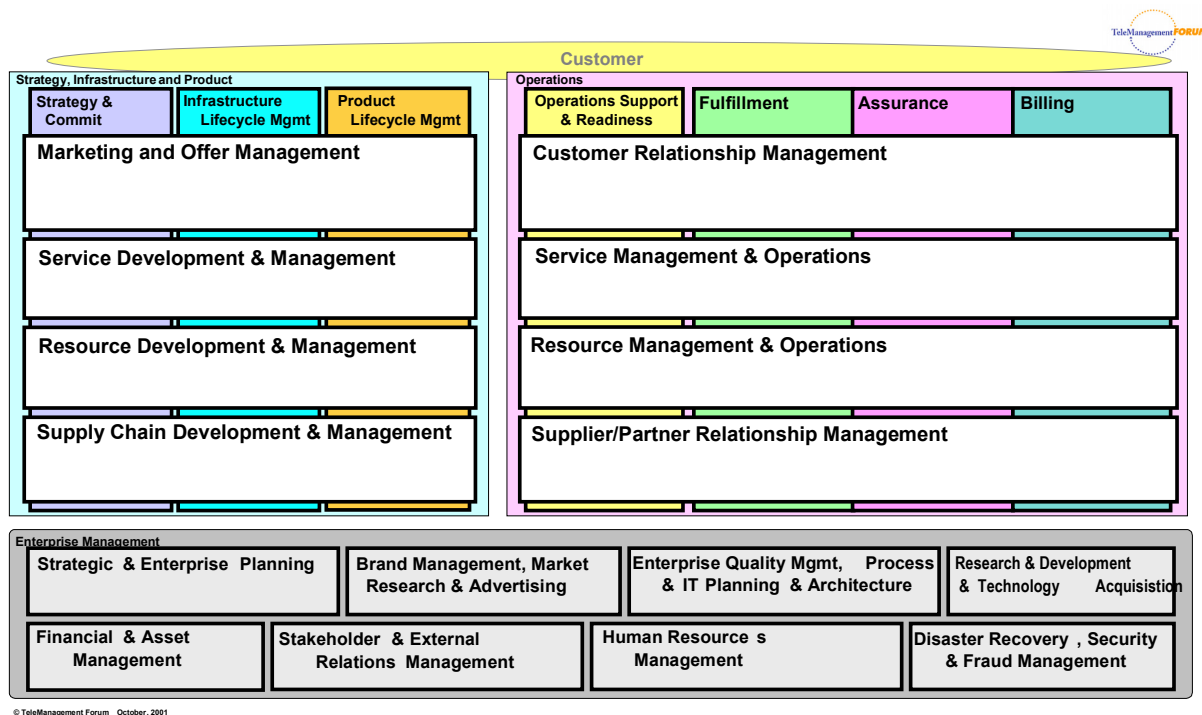 TeleManagement FORUM
Customer
Strategy, Infrastructure and Product
Strategy &
Commit
Infrastructure
Lifecycle Mgmt
Product
Lifecycle Mgmt
Marketing and Offer Management
Service Development & Management
Resource Development & Management
Supply Chain Development & Management
Operations
Operations Support
& Readiness
Fulfillment
Assurance
Billing
Customer Relationship Management
Service Management & Operations
Resource Management & Operations
Supplier/Partner Relationship Management
Enterprise Management
Strategic & Enterprise Planning
Brand Management, Market
Research & Advertising
Enterprise Quality Mgmt, Process
& IT Planning & Architecture
Research & Development
& Technology Acquisistion
Financial & Asset
Management
Stakeholder & External
Relations Management
Human Resource s
Management
Disaster Recovery , Security
& Fraud Management
© TeleManagement Forum October, 2001